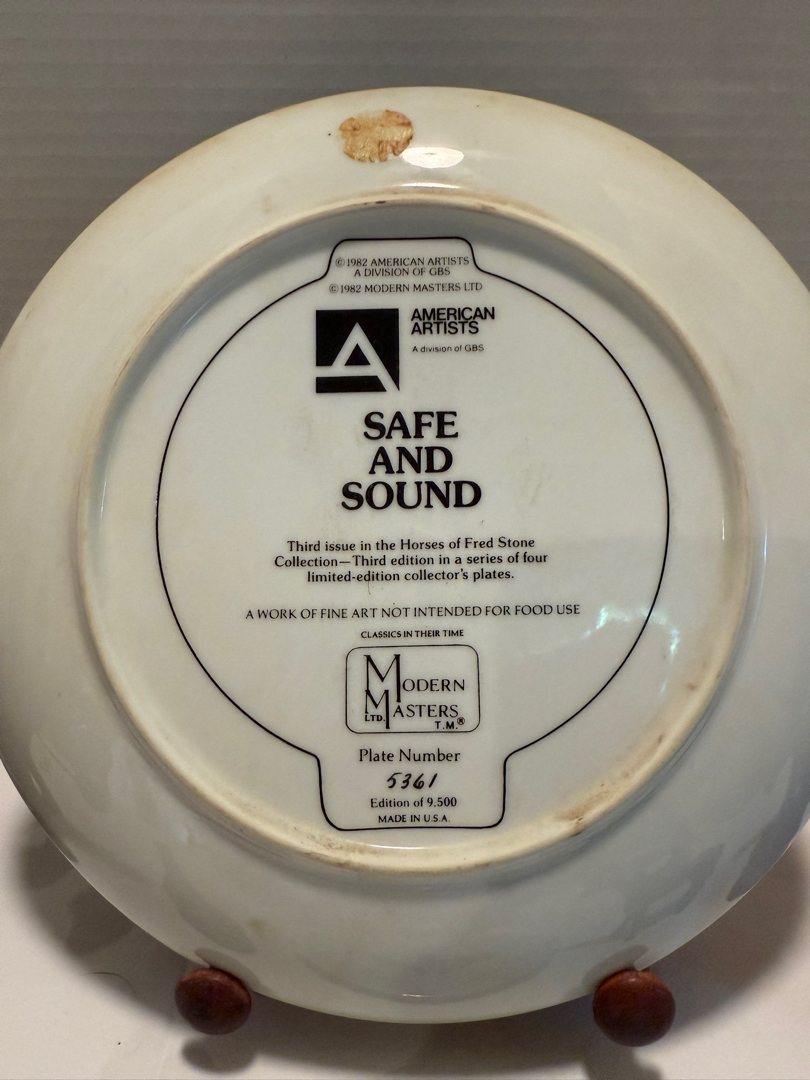 ©1982 AMERICAN ARTISTS
A DIVISION OF GBS
©1982 MODERN MASTERS LTD
AMERICAN
ARTISTS
A division of GBS
SAFE
AND
SOUND
Third issue in the Horses of Fred Stone
Collection—Third edition in a series of four
limited-edition collector's plates.
A WORK OF FINE ART NOT INTENDED FOR FOOD USE
CLASSICS IN THEIR TIME
MODERN
MASTERS
LTD. T.M.®
Plate Number
5361
Edition of 9,500
MADE IN U.S.A.